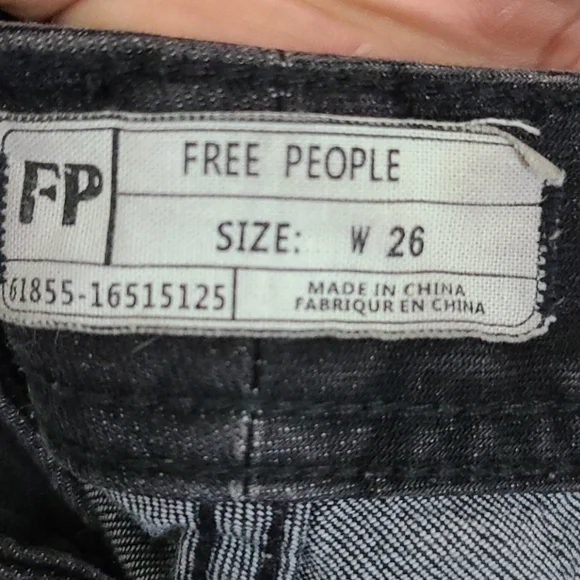 FP
FREE PEOPLE
SIZE: W 26
61855-16515125
MADE IN CHINA
FABRIQUR EN CHINA